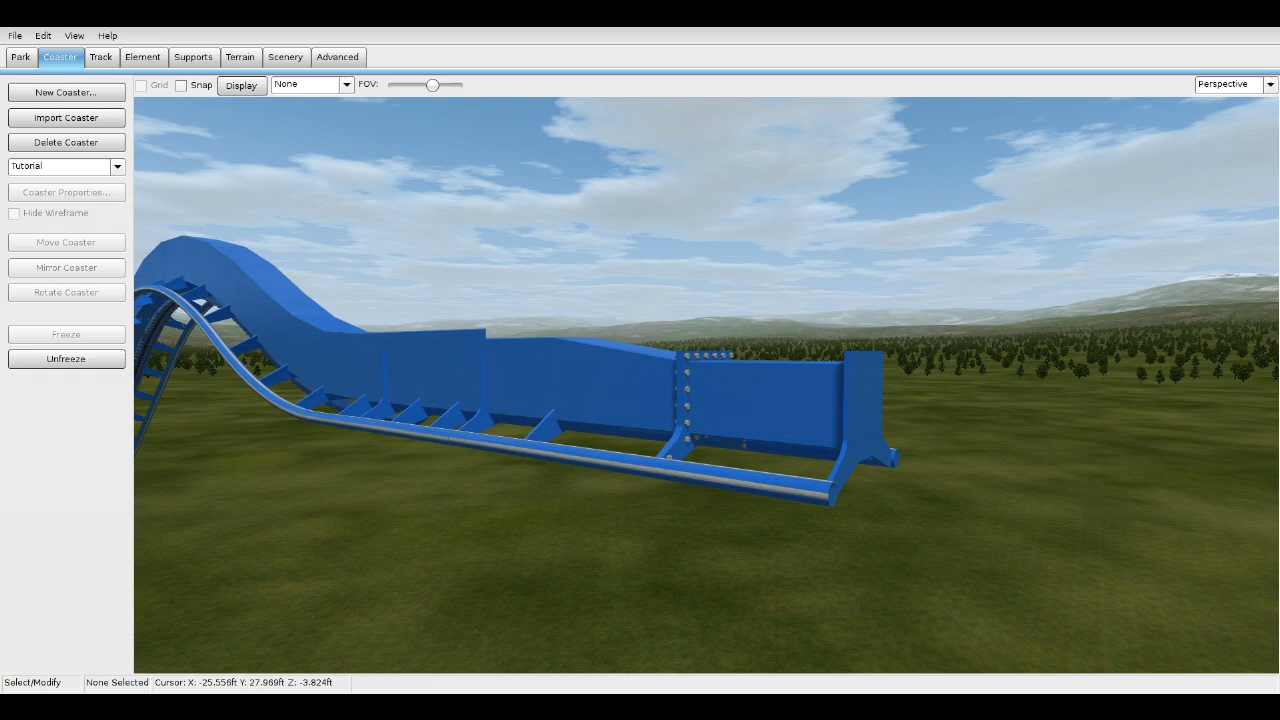 File Edit View Help
Park Coaster Track Element Supports Terrain Scenery Advanced
Grid Snap Display None FOV: Perspective
New Coaster...
Import Coaster
Delete Coaster
Tutorial
Coaster Properties...
Hide Wireframe
Move Coaster
Mirror Coaster
Rotate Coaster
Freeze
Unfreeze
Select/Modify None Selected Cursor: X: -25.556ft Y: 27.969ft Z: -3.824ft